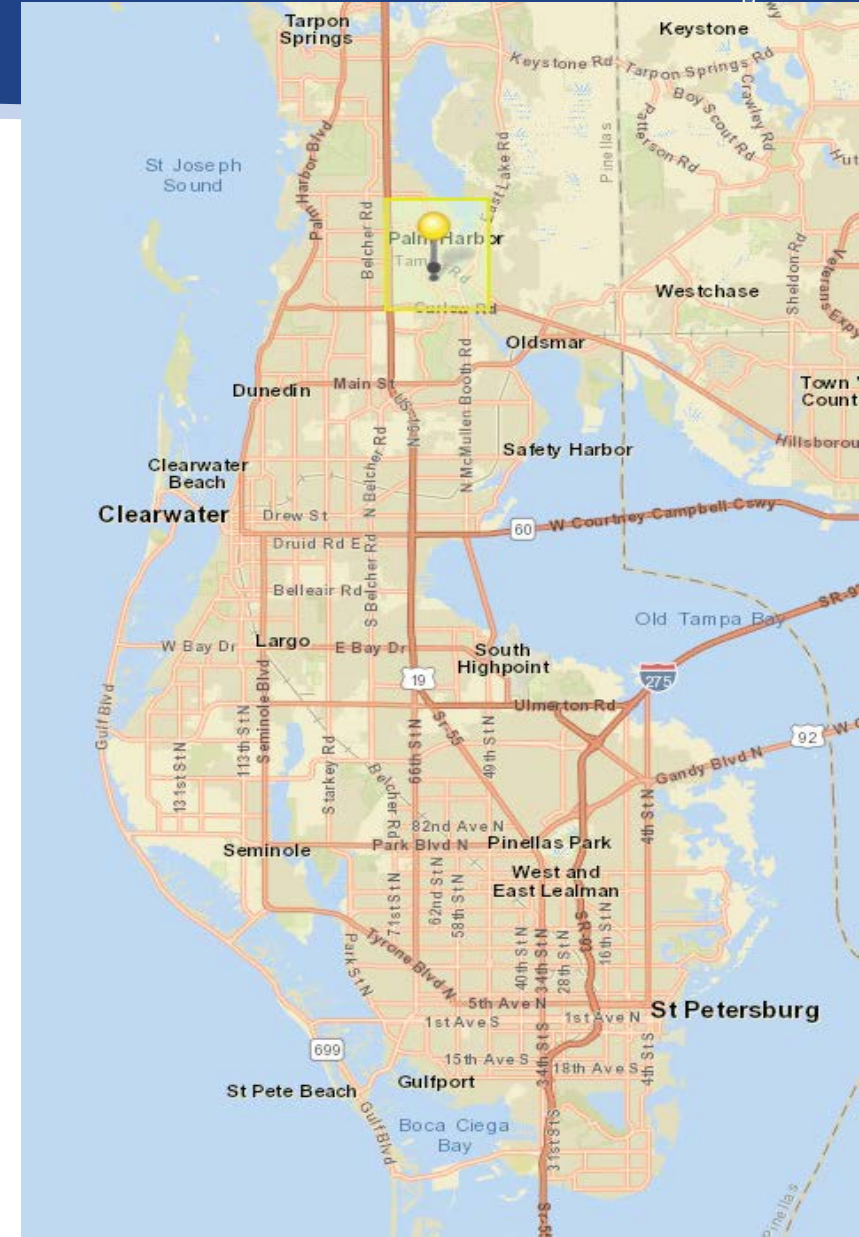 Tarpon
Springs
Keystone
Keystone Rd
Tarpon Springs Rd
Boy Scout Rd
Crawley Rd
Patterson Rd
Pinellas
St Joseph
Sound
Palm Harbor Blvd
East Lake Rd
Belcher Rd
Palm Harbor
Curlew Rd
Sheldon Rd
Veterans Expy
Westchase
Oldsmar
Dunedin
Main St
N McMullen Booth Rd
Town
Count
Hillsborou
Safety Harbor
N Belcher Rd
Clearwater
Beach
Clearwater
Drew St
60
W Courtney Campbell Cswy
Druid Rd E
S Belcher Rd
Belleair Rd
Old Tampa Bay
W Bay Dr
Largo
E Bay Dr
South
Highpoint
19
275
Ulmerton Rd
Gulf Blvd
113th St N
Seminole Blvd
131st St N
Starkey Rd
Sr-55
66th St N
49th St N
92
Gandy Blvd N
Belcher Rd
4th St N
82nd Ave N
Park Blvd N
Pinellas Park
Seminole
West and
East Lealman
71st St N
62nd St N
58th St N
40th St N
34th St N
28th St N
16th St N
Park St N
Tyrone Blvd N
5th Ave N
1st Ave S
1st Ave N
St Petersburg
699
15th Ave S
34th St S
18th Ave S
4th St S
St Pete Beach
Gulfport
Gulf Blvd
Boca Ciega
Bay
31st St S
Pinellas